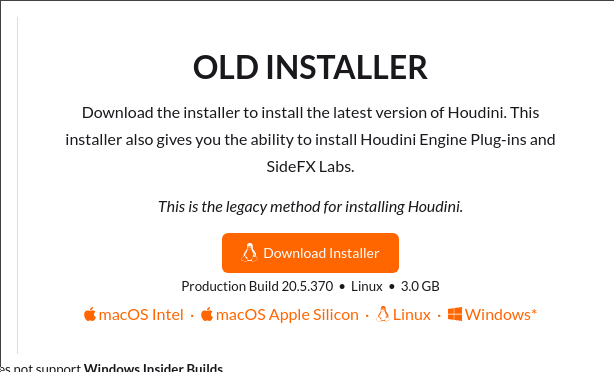 OLD INSTALLER
Download the installer to install the latest version of Houdini. This
installer also gives you the ability to install Houdini Engine Plug-ins and
SideFX Labs.
This is the legacy method for installing Houdini.
Download Installer
Production Build 20.5.370 • Linux • 3.0 GB
macOS Intel · macOS Apple Silicon · Linux · Windows*
not support Windows Insider Builds